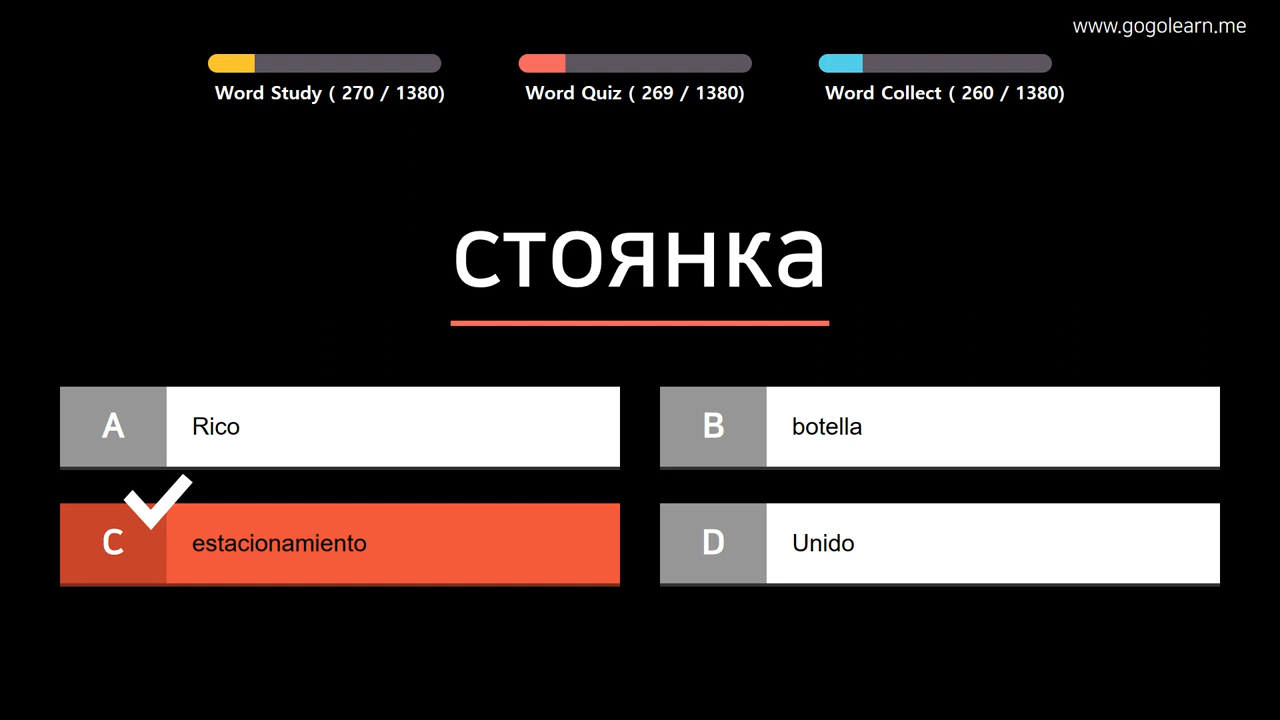 www.gogolearn.me
Word Study ( 270 / 1380)
Word Quiz ( 269 / 1380)
Word Collect ( 260 / 1380)
стоянка
A Rico
B botella
C estacionamiento
D Unido